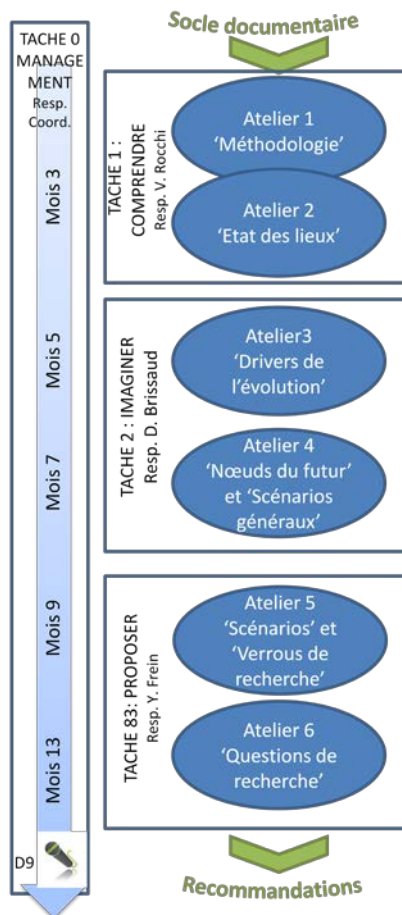 Socle documentaire
TACHE 0
MANAGE
MENT
Resp.
Coord.
Mois 3
Mois 5
Mois 7
Mois 9
Mois 13
D9
TACHE 1 :
COMPRENDRE
Resp. V. Rocchi
Atelier 1
‘Méthodologie’
Atelier 2
‘Etat des lieux’
TACHE 2 : IMAGINER
Resp. D. Brissaud
Atelier3
‘Drivers de
l’évolution’
Atelier 4
‘Nœuds du futur’
et ‘Scénarios
généraux’
TACHE 83: PROPOSER
Resp. Y. Frein
Atelier 5
‘Scénarios’ et
‘Verrous de
recherche’
Atelier 6
‘Questions de
recherche’
Recommandations